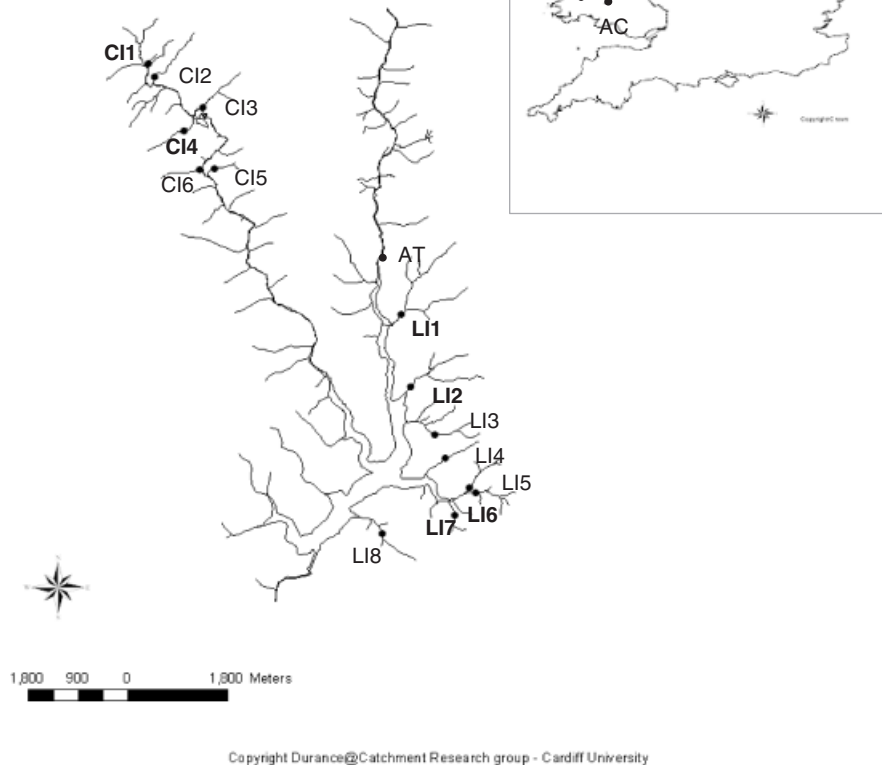 AC
CI1
CI2
CI3
CI4
CI6 CI5
AT
LI1
LI2
LI3
LI4
LI5
LI6
LI7
LI8
1,800 900 0 1,800 Meters
Copyright Durance@Catchment Research group - Cardiff University